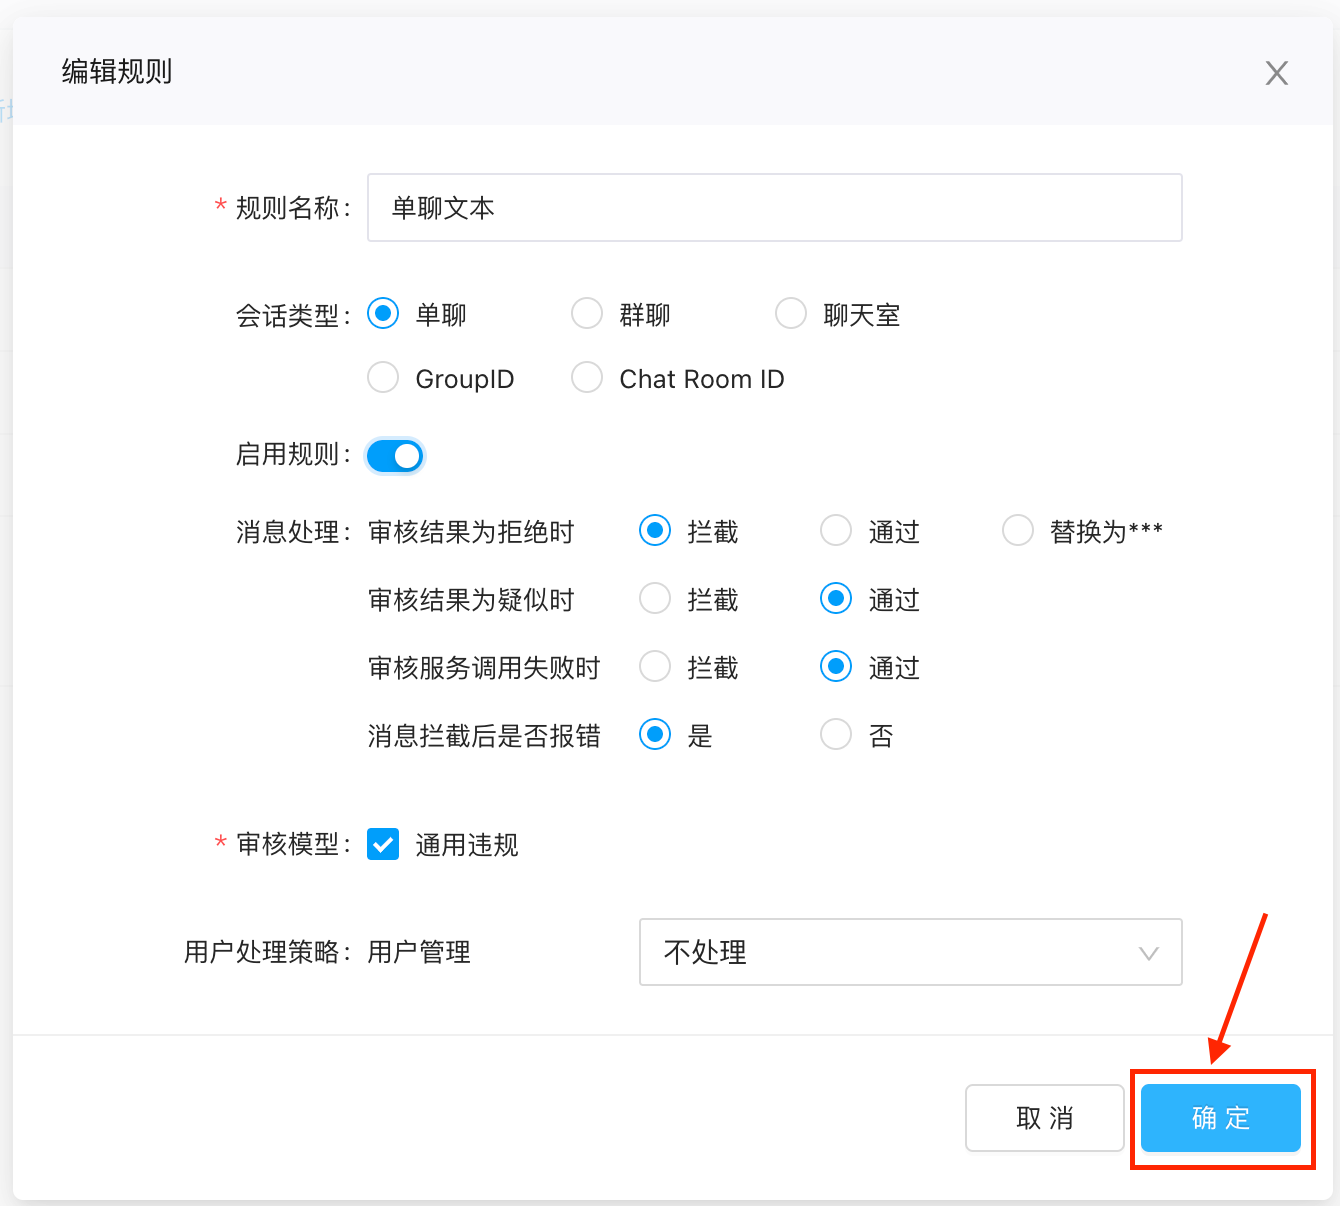 编辑规则
* 规则名称: 单聊文本
会话类型: 单聊 群聊 聊天室
GroupID Chat Room ID
启用规则:
消息处理: 审核结果为拒绝时 拦截 通过 替换为***
审核结果为疑似时 拦截 通过
审核服务调用失败时 拦截 通过
消息拦截后是否报错 是 否
* 审核模型: 通用违规
用户处理策略: 用户管理 不处理
取 消 确 定